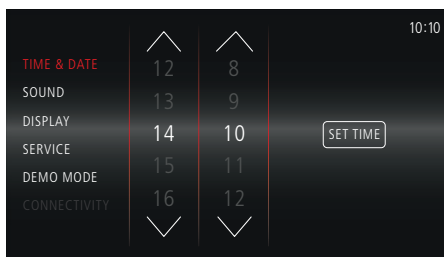 10:10
TIME & DATE
SOUND
DISPLAY
SERVICE
DEMO MODE
CONNECTIVITY
12
13
14
15
16
8
9
10
11
12
SET TIME